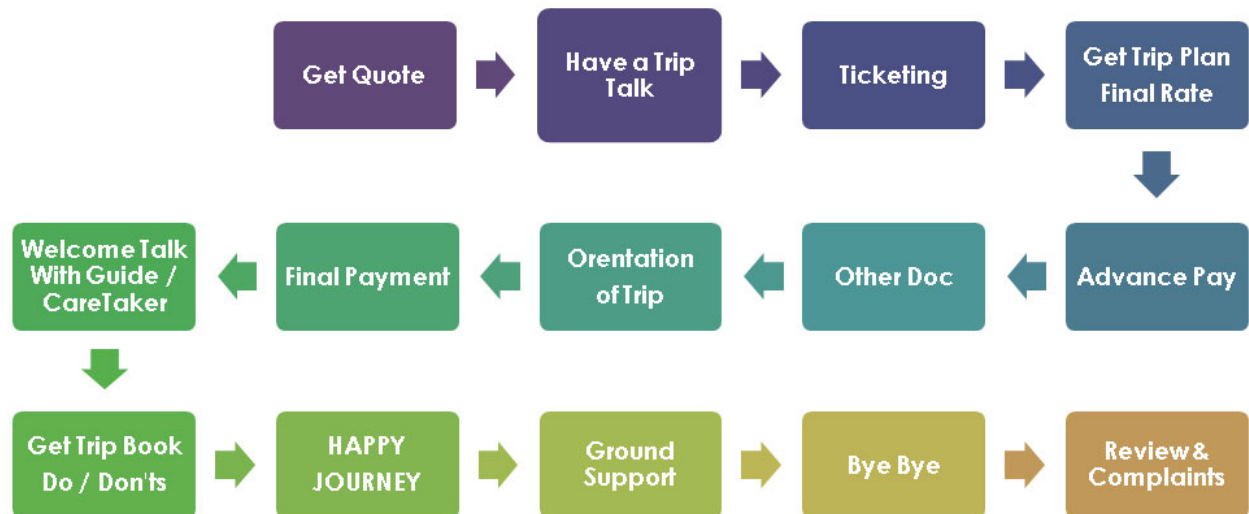 Get Quote
Have a Trip
Talk
Ticketing
Get Trip Plan
Final Rate
Advance Pay
Other Doc
Orentation
of Trip
Final Payment
Welcome Talk
With Guide /
CareTaker
Get Trip Book
Do / Don'ts
HAPPY
JOURNEY
Ground
Support
Bye Bye
Review &
Complaints